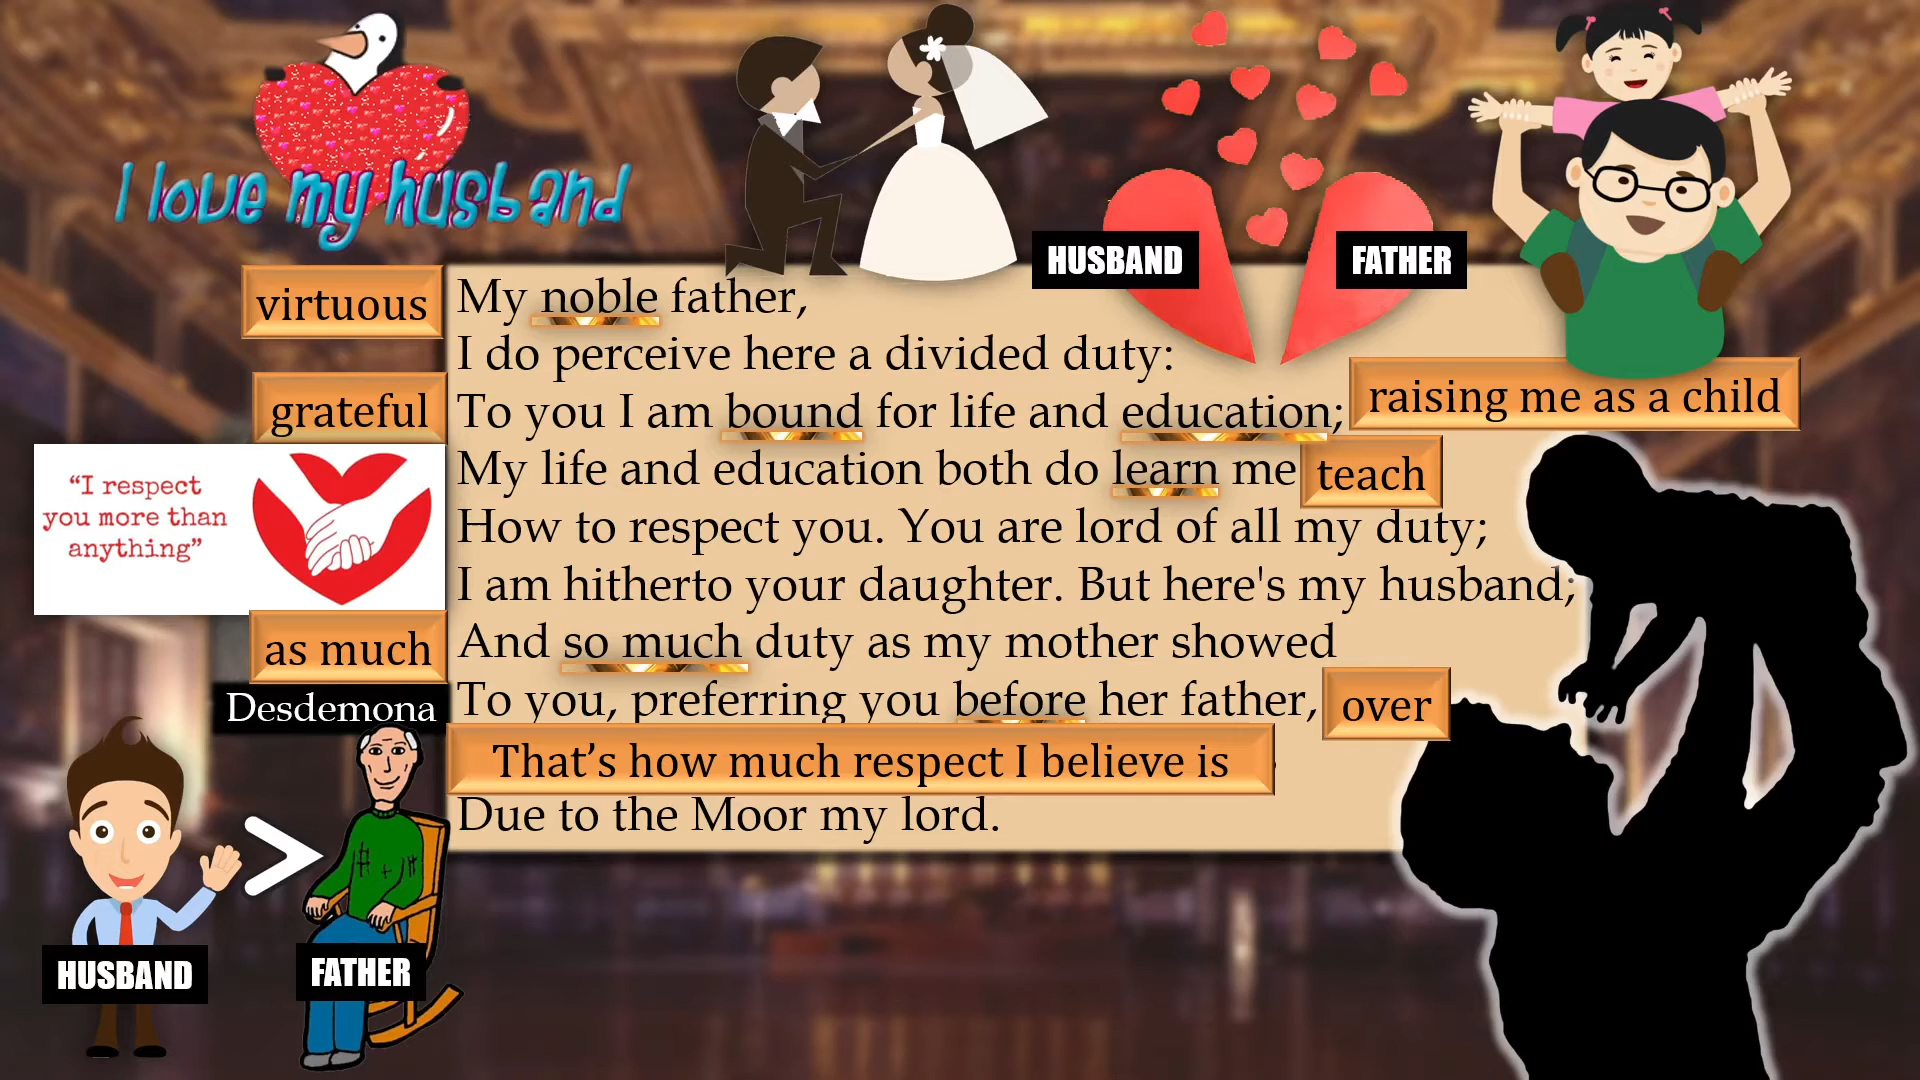 I love my husband
HUSBAND
FATHER
virtuous
My noble father,
I do perceive here a divided duty:
grateful
To you I am bound for life and education;
raising me as a child
My life and education both do learn me
teach
"I respect
you more than
anything"
How to respect you. You are lord of all my duty;
I am hitherto your daughter. But here's my husband;
as much
And so much duty as my mother showed
Desdemona
To you, preferring you before her father,
over
That's how much respect I believe is
Due to the Moor my lord.
HUSBAND
>
FATHER